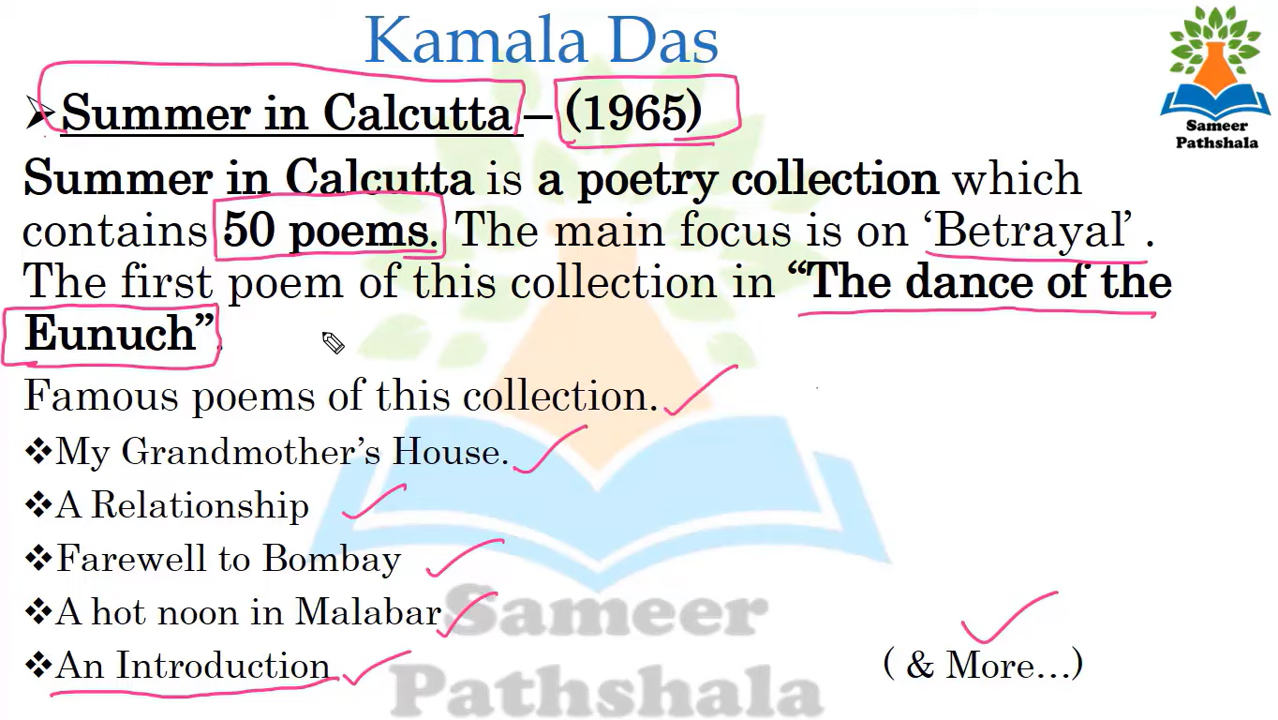 Kamala Das
Sameer
Pathshala
➢Summer in Calcutta – (1965)
Summer in Calcutta is a poetry collection which
contains 50 poems. The main focus is on ‘Betrayal’ .
The first poem of this collection in “The dance of the
Eunuch”.
Famous poems of this collection.
❖My Grandmother’s House.
❖A Relationship
❖Farewell to Bombay
❖A hot noon in Malabar
❖An Introduction
( & More...)
Sameer
Pathshala